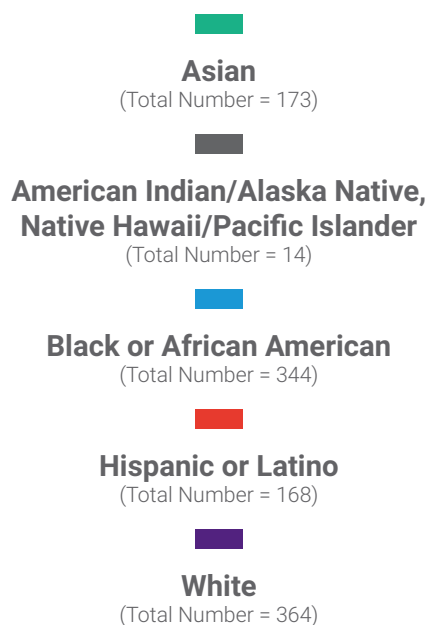 Asian
(Total Number = 173)
American Indian/Alaska Native,
Native Hawaii/Pacific Islander
(Total Number = 14)
Black or African American
(Total Number = 344)
Hispanic or Latino
(Total Number = 168)
White
(Total Number = 364)